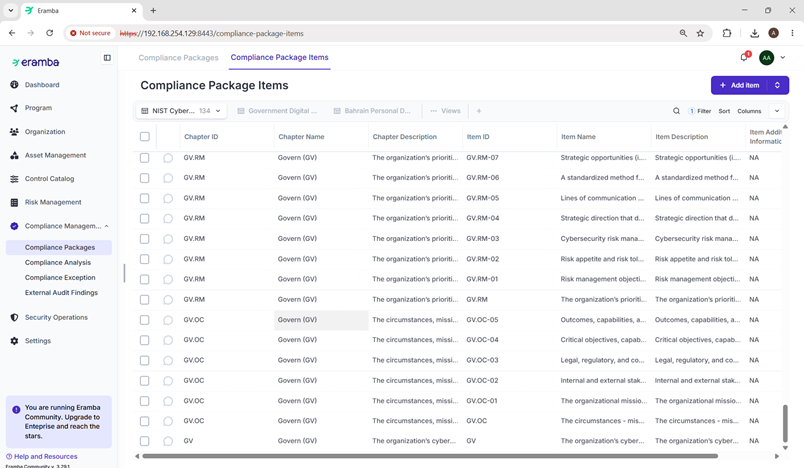 Eramba
Not secure https://192.168.254.129:8443/compliance-package-items
A
Eramba
Compliance Packages Compliance Package Items
1 AA
Dashboard
Program
Organization
Asset Management
Control Catalog
Risk Management
Compliance Managem...
Compliance Packages
Compliance Analysis
Compliance Exception
External Audit Findings
Security Operations
Settings
You are running Eramba
Community. Upgrade to
Enteprise and reach the
stars.
Help and Resources
Eramba Community v. 3.29.1
Compliance Package Items
Add item
NIST Cyber... 134 Government Digital ... Bahrain Personal D... Views
1 Filter Sort Columns
Chapter ID Chapter Name Chapter Description Item ID Item Name Item Description Item Addit
Informatio
GV.RM Govern (GV) The organization's prioriti... GV.RM-07 Strategic opportunities (i... Strategic opportunities (i... NA
GV.RM Govern (GV) The organization's prioriti... GV.RM-06 A standardized method f... A standardized method f... NA
GV.RM Govern (GV) The organization's prioriti... GV.RM-05 Lines of communication ... Lines of communication ... NA
GV.RM Govern (GV) The organization's prioriti... GV.RM-04 Strategic direction that d... Strategic direction that d... NA
GV.RM Govern (GV) The organization's prioriti... GV.RM-03 Cybersecurity risk mana... Cybersecurity risk mana... NA
GV.RM Govern (GV) The organization's prioriti... GV.RM-02 Risk appetite and risk tol... Risk appetite and risk tol... NA
GV.RM Govern (GV) The organization's prioriti... GV.RM-01 Risk management objecti... Risk management objecti... NA
GV.RM Govern (GV) The organization's prioriti... GV.RM The organization's prioriti... The organization's prioriti... NA
GV.OC Govern (GV) The circumstances, missi... GV.OC-05 Outcomes, capabilities, a... Outcomes, capabilities, a... NA
GV.OC Govern (GV) The circumstances, missi... GV.OC-04 Critical objectives, capab... Critical objectives, capab... NA
GV.OC Govern (GV) The circumstances, missi... GV.OC-03 Legal, regulatory, and co... Legal, regulatory, and co... NA
GV.OC Govern (GV) The circumstances, missi... GV.OC-02 Internal and external stak... Internal and external stak... NA
GV.OC Govern (GV) The circumstances, missi... GV.OC-01 The organizational missio... The organizational missio... NA
GV.OC Govern (GV) The circumstances, missi... GV.OC The circumstances - mis... The circumstances - mis... NA
GV Govern (GV) The organization's cyber... GV The organization's cyber... The organization's cyber... NA